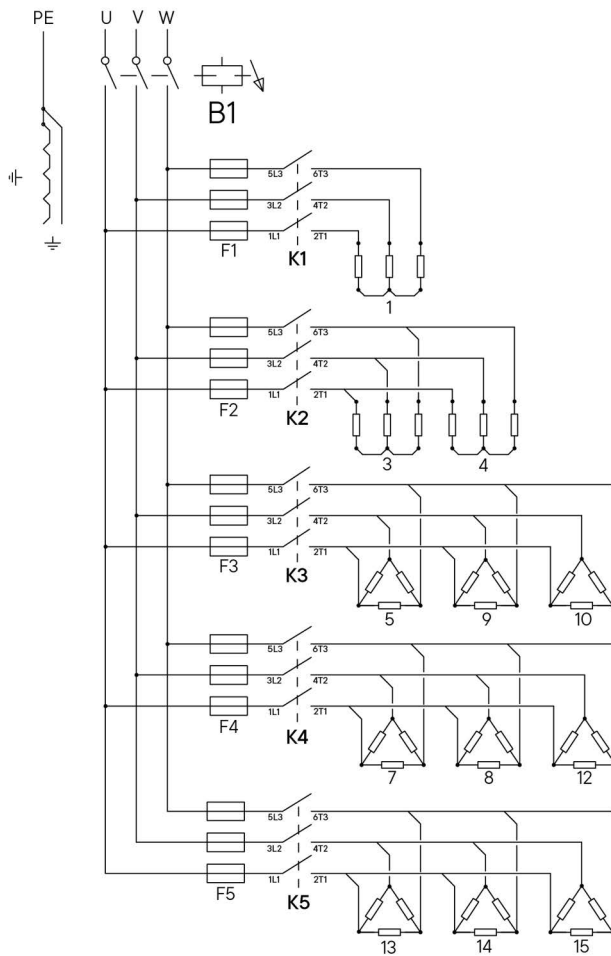 PE U V W
B1
5L3 6T3
3L2 4T2
1L1 2T1
F1 K1
1
5L3 6T3
3L2 4T2
1L1 2T1
F2 K2
3 4
5L3 6T3
3L2 4T2
1L1 2T1
F3 K3
5 9 10
5L3 6T3
3L2 4T2
1L1 2T1
F4 K4
7 8 12
5L3 6T3
3L2 4T2
1L1 2T1
F5 K5
13 14 15